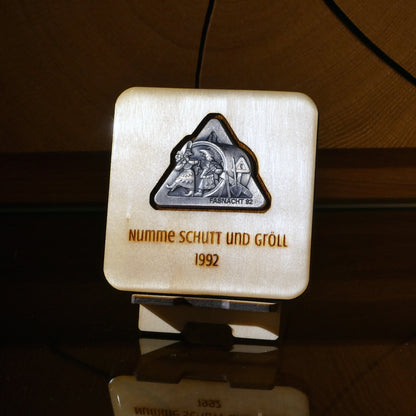 FASNACHT 92
NUMME SCHUTT UND GRÖLL
1992